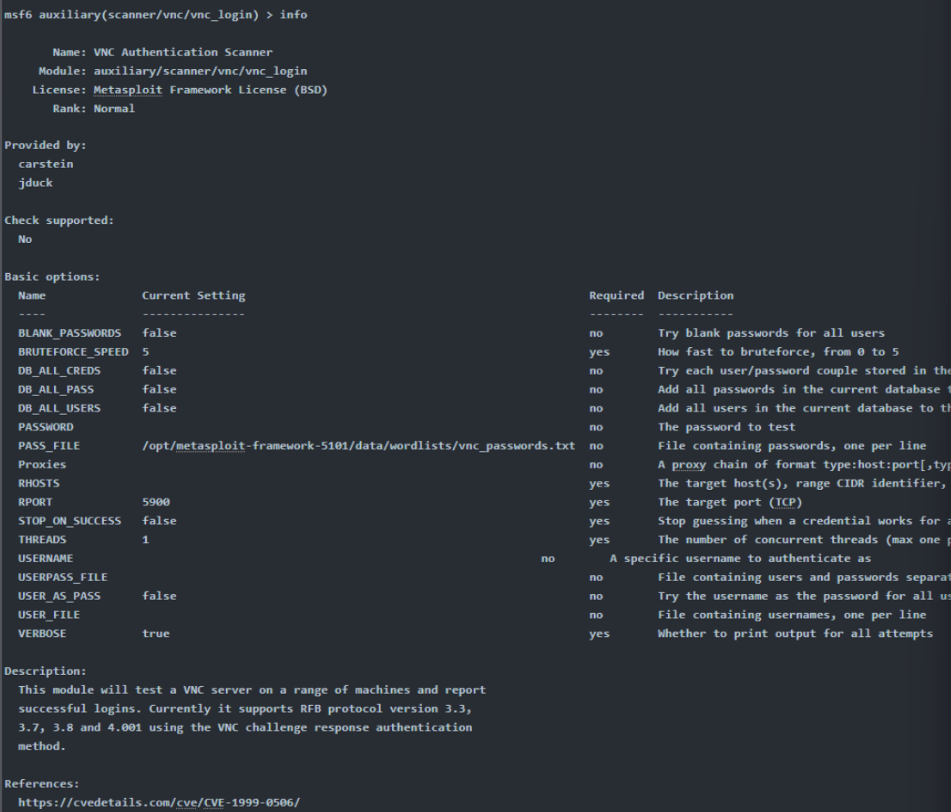 msf6 auxiliary(scanner/vnc/vnc_login) > info
Name: VNC Authentication Scanner
Module: auxiliary/scanner/vnc/vnc_login
License: Metasploit Framework License (BSD)
Rank: Normal
Provided by:
carstein
jduck
Check supported:
No
Basic options:
Name Current Setting Required Description
---- --------------- -------- -----------
BLANK_PASSWORDS false no Try blank passwords for all users
BRUTEFORCE_SPEED 5 yes How fast to bruteforce, from 0 to 5
DB_ALL_CREDS false no Try each user/password couple stored in the
DB_ALL_PASS false no Add all passwords in the current database
DB_ALL_USERS false no Add all users in the current database to
PASSWORD no The password to test
PASS_FILE /opt/metasploit-framework-5101/data/wordlists/vnc_passwords.txt no File containing passwords, one per line
Proxies no A proxy chain of format type:host:port[,typ
RHOSTS yes The target host(s), range CIDR identifier,
RPORT 5900 yes The target port (TCP)
STOP_ON_SUCCESS false yes Stop guessing when a credential works for
THREADS 1 yes The number of concurrent threads (max one
USERNAME no A specific username to authenticate as
USERPASS_FILE no File containing users and passwords separat
USER_AS_PASS false no Try the username as the password for all
USER_FILE no File containing usernames, one per line
VERBOSE true yes Whether to print output for all attempts
Description:
This module will test a VNC server on a range of machines and report
successful logins. Currently it supports RFB protocol version 3.3,
3.7, 3.8 and 4.001 using the VNC challenge response authentication
method.
References:
https://cvedetails.com/cve/CVE-1999-0506/